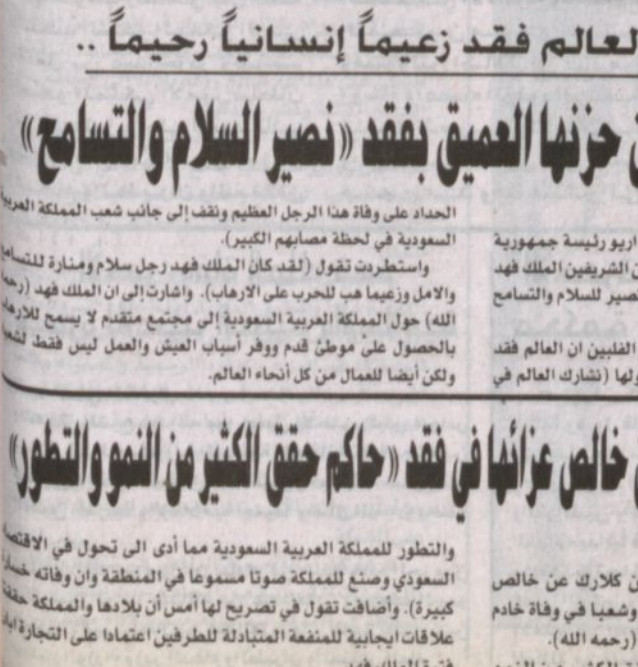 لعالم فقد زعيماً إنسانياً رحيماً ..
حزنها العميق بفقد «نصير السلام والتسامح»
اريو رئيسة جمهورية
الشريفين الملك فهد
صير للسلام والتسامح
الفلبين ان العالم فقد
ولها (نشارك العالم في
الحداد على وفاة هذا الرجل العظيم ونقف إلى جانب شعب المملكة العربية
السعودية في لحظة مصابهم الكبير).
واستطردت تقول (لقد كان الملك فهد رجل سلام ومنارة للتسامح
والامل وزعيما هب للحرب على الارهاب). واشارت إلى ان الملك فهد (رحمه
الله) حول المملكة العربية السعودية إلى مجتمع متقدم لا يسمح للارهاب
بالحصول على موطئ قدم ووفر أسباب العيش والعمل ليس فقط لشعبه
ولكن أيضا للعمال من كل أنحاء العالم.
خالص عزائها في فقد «حاكم حقق الكثير من النمو والتطور»
ن كلارك عن خالص
وشعبا في وفاة خادم
(رحمه الله).
والتطور للمملكة العربية السعودية مما أدى الى تحول في الاقتصاد
السعودي وصنع للمملكة صوتا مسموعا في المنطقة وان وفاته خسارة
كبيرة). وأضافت تقول في تصريح لها أمس أن بلادها والمملكة حققتا
علاقات ايجابية للمنفعة المتبادلة للطرفين اعتمادا على التجارة ابان